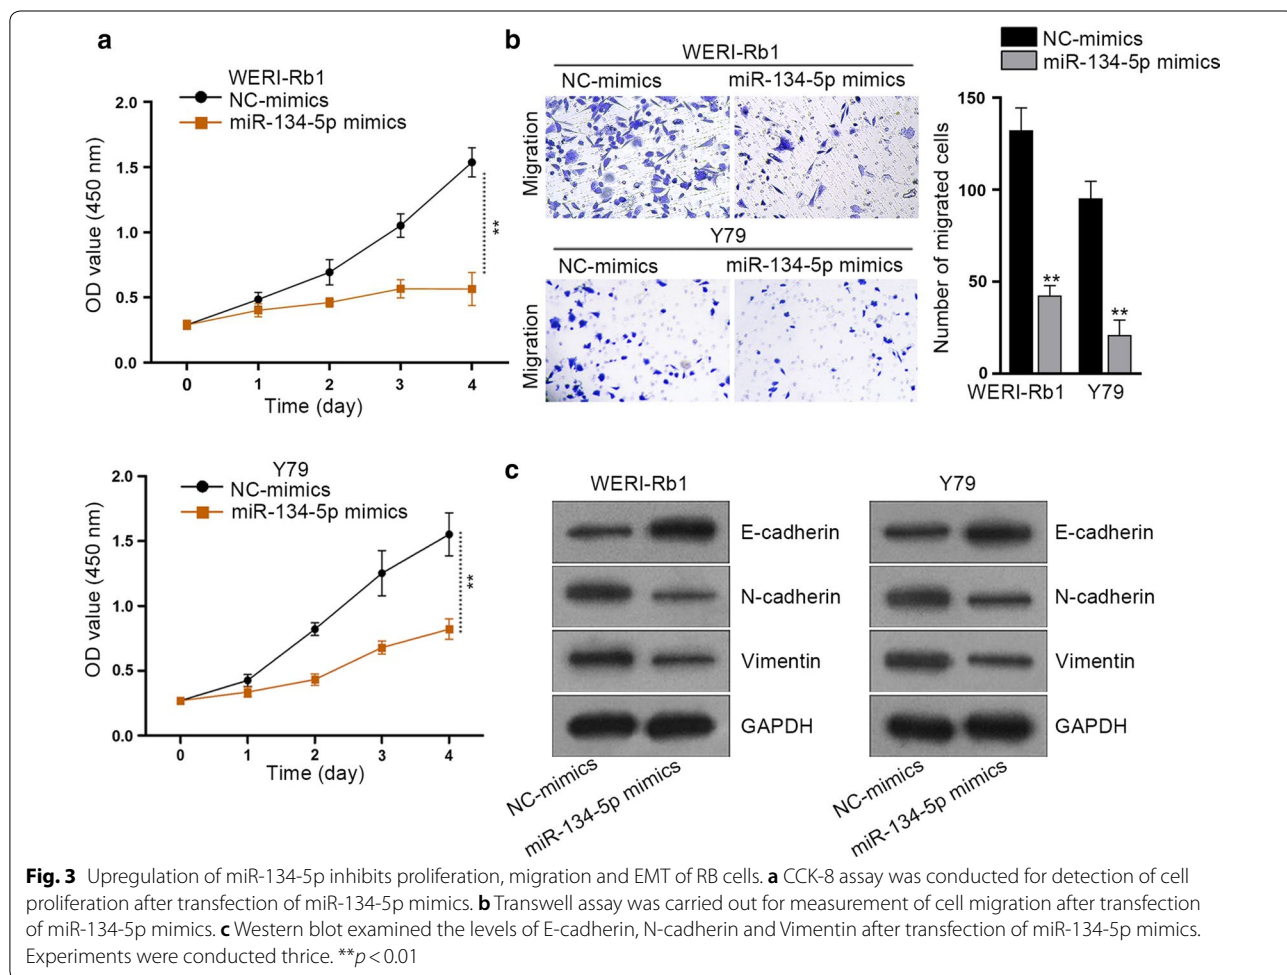 a
WERI-Rb1
NC-mimics
miR-134-5p mimics
2.0
1.5
1.0
0.5
0.0
OD value (450 nm)
**
0 1 2 3 4
Time (day)
Y79
NC-mimics
miR-134-5p mimics
2.0
1.5
1.0
0.5
0.0
OD value (450 nm)
**
0 1 2 3 4
Time (day)
b
WERI-Rb1
NC-mimics miR-134-5p mimics
Migration
Y79
NC-mimics miR-134-5p mimics
Migration
NC-mimics
miR-134-5p mimics
150
100
50
0
Number of migrated cells
**
**
WERI-Rb1 Y79
c
WERI-Rb1
E-cadherin
N-cadherin
Vimentin
GAPDH
NC-mimics
miR-134-5p mimics
Y79
E-cadherin
N-cadherin
Vimentin
GAPDH
NC-mimics
miR-134-5p mimics
Fig. 3 Upregulation of miR-134-5p inhibits proliferation, migration and EMT of RB cells. a CCK-8 assay was conducted for detection of cell
proliferation after transfection of miR-134-5p mimics. b Transwell assay was carried out for measurement of cell migration after transfection
of miR-134-5p mimics. c Western blot examined the levels of E-cadherin, N-cadherin and Vimentin after transfection of miR-134-5p mimics.
Experiments were conducted thrice. **p < 0.01